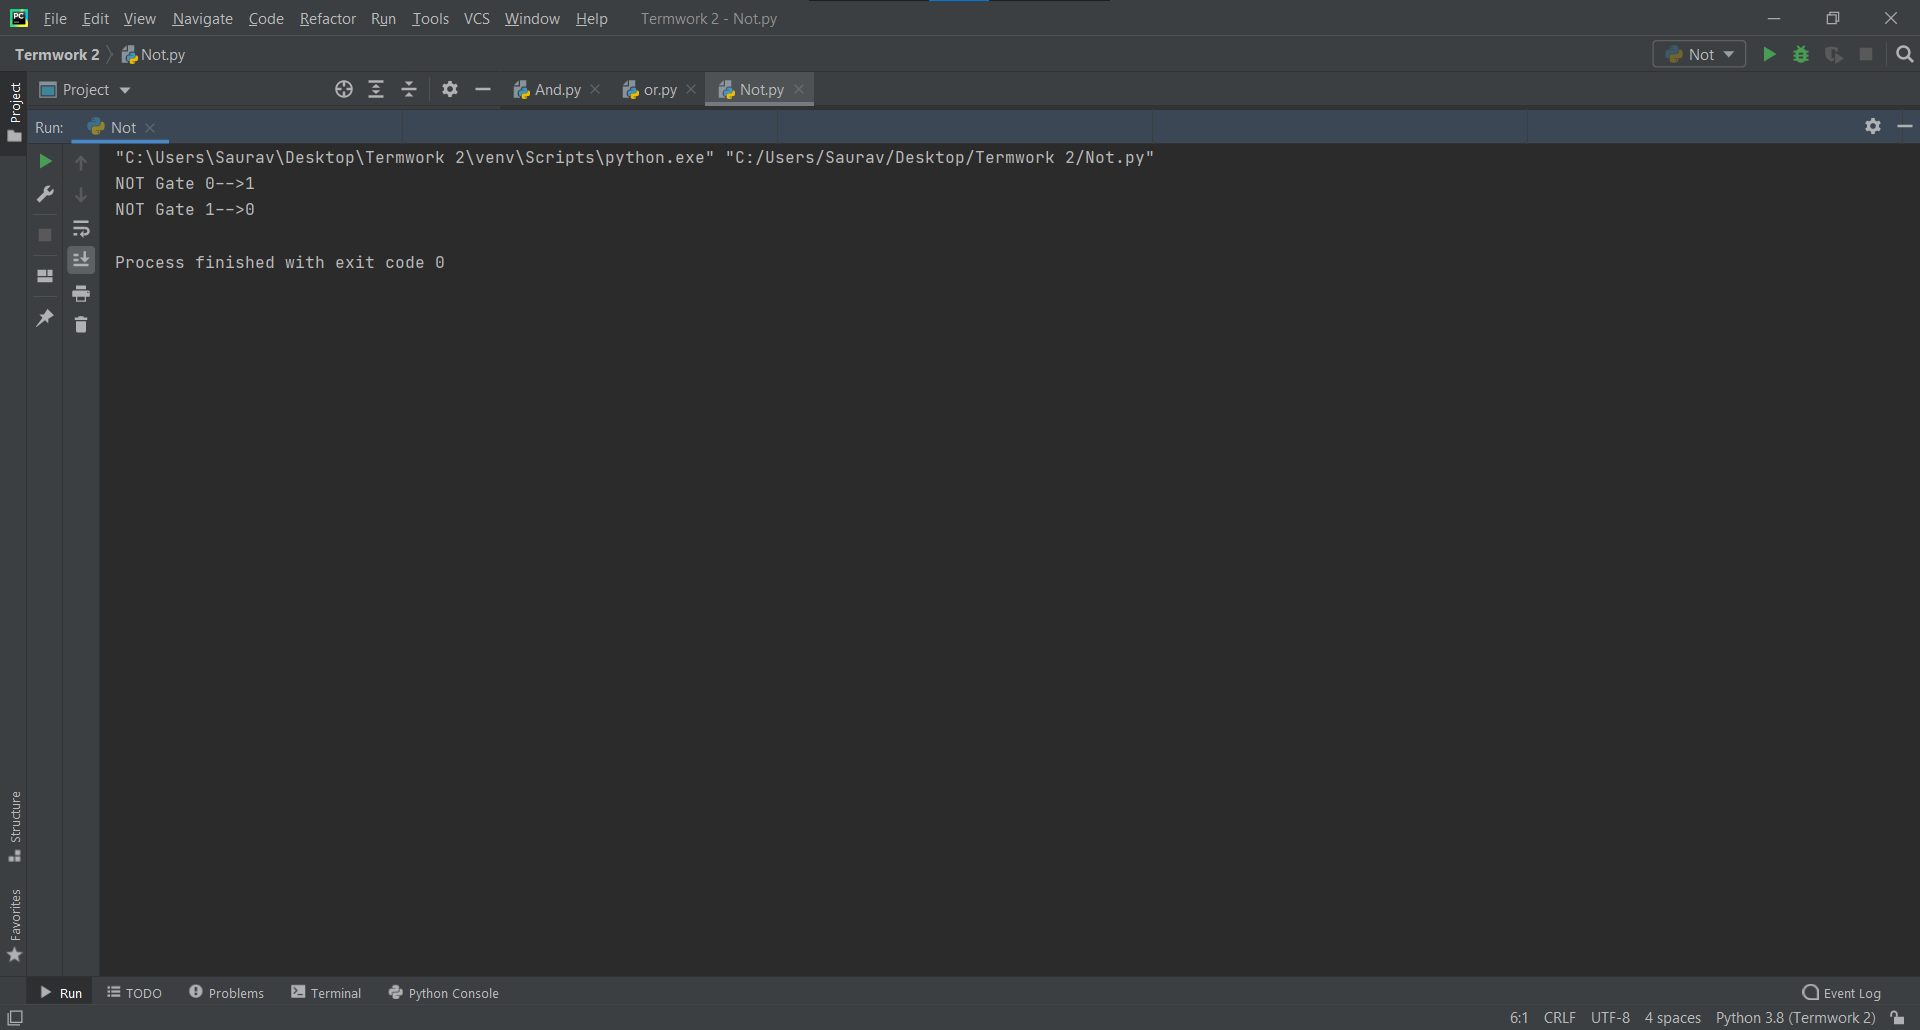 File Edit View Navigate Code Refactor Run Tools VCS Window Help Termwork 2 - Not.py
Termwork 2 Not.py Not
Project And.py or.py Not.py
Project
Run: Not
"C:\Users\Saurav\Desktop\Termwork 2\venv\Scripts\python.exe" "C:/Users/Saurav/Desktop/Termwork 2/Not.py"
NOT Gate 0-->1
NOT Gate 1-->0
Process finished with exit code 0
Structure
Favorites
Run TODO Problems Terminal Python Console Event Log
6:1 CRLF UTF-8 4 spaces Python 3.8 (Termwork 2)